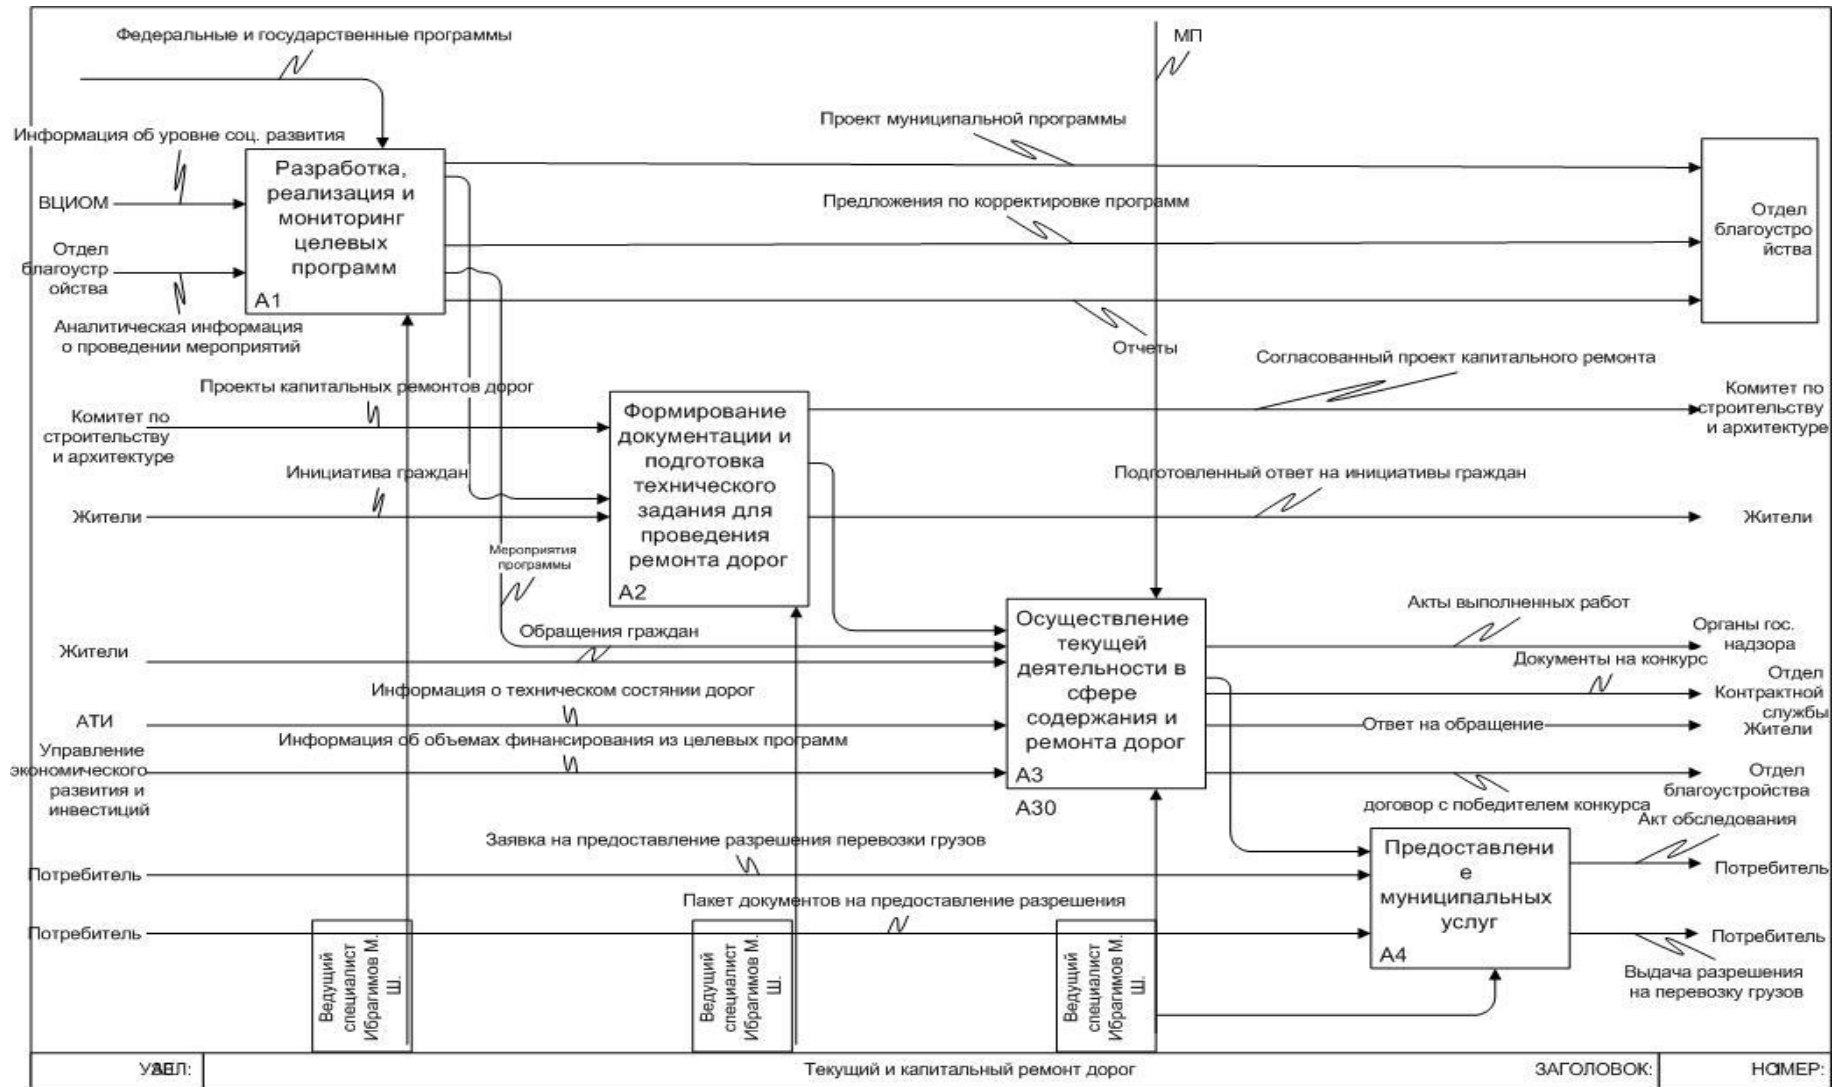 Федеральные и государственные программы
МП
Информация об уровне соц. развития
Проект муниципальной программы
ВЦИОМ
Разработка,
реализация и
мониторинг
целевых
программ
А1
Предложения по корректировке программ
Отдел
благоустро
йства
Отдел
благоустр
ойства
Аналитическая информация
о проведении мероприятий
Отчеты
Согласованный проект капитального ремонта
Проекты капитальных ремонтов дорог
Комитет по
строительству
и архитектуре
Формирование
документации и
подготовка
технического
задания для
проведения
ремонта дорог
А2
Комитет по
строительству
и архитектуре
Инициатива граждан
Подготовленный ответ на инициативы граждан
Жители
Жители
Мероприятия
программы
Обращения граждан
Жители
Осуществление
текущей
деятельности в
сфере
содержания и
ремонта дорог
А3
А30
Акты выполненных работ
Органы гос.
надзора
Документы на конкурс
Отдел
Контрактной
службы
Информация о техническом состянии дорог
АТИ
Ответ на обращение
Жители
Информация об объемах финансирования из целевых программ
Управление
экономического
развития и
инвестиций
Отдел
благоустройства
договор с победителем конкурса
Акт обследования
Заявка на предоставление разрешения перевозки грузов
Потребитель
Предоставлени
е
муниципальных
услуг
А4
Потребитель
Пакет документов на предоставление разрешения
Потребитель
Потребитель
Выдача разрешения
на перевозку грузов
Ведущий
специалист
Ибрагимов М.
Ш.
Ведущий
специалист
Ибрагимов М.
Ш.
Ведущий
специалист
Ибрагимов М.
Ш.
Текущий и капитальный ремонт дорог
ЗАГОЛОВОК: